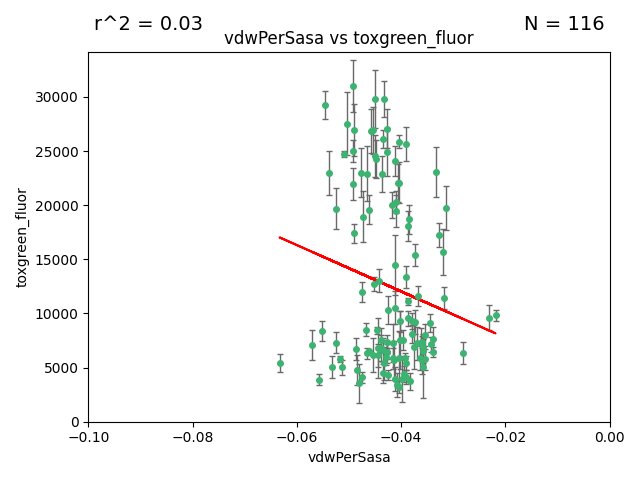 r^2 = 0.03
N = 116
vdwPerSasa vs toxgreen_fluor
toxgreen_fluor
30000
25000
20000
15000
10000
5000
0
−0.10
−0.08
−0.06
−0.04
−0.02
0.00
vdwPerSasa